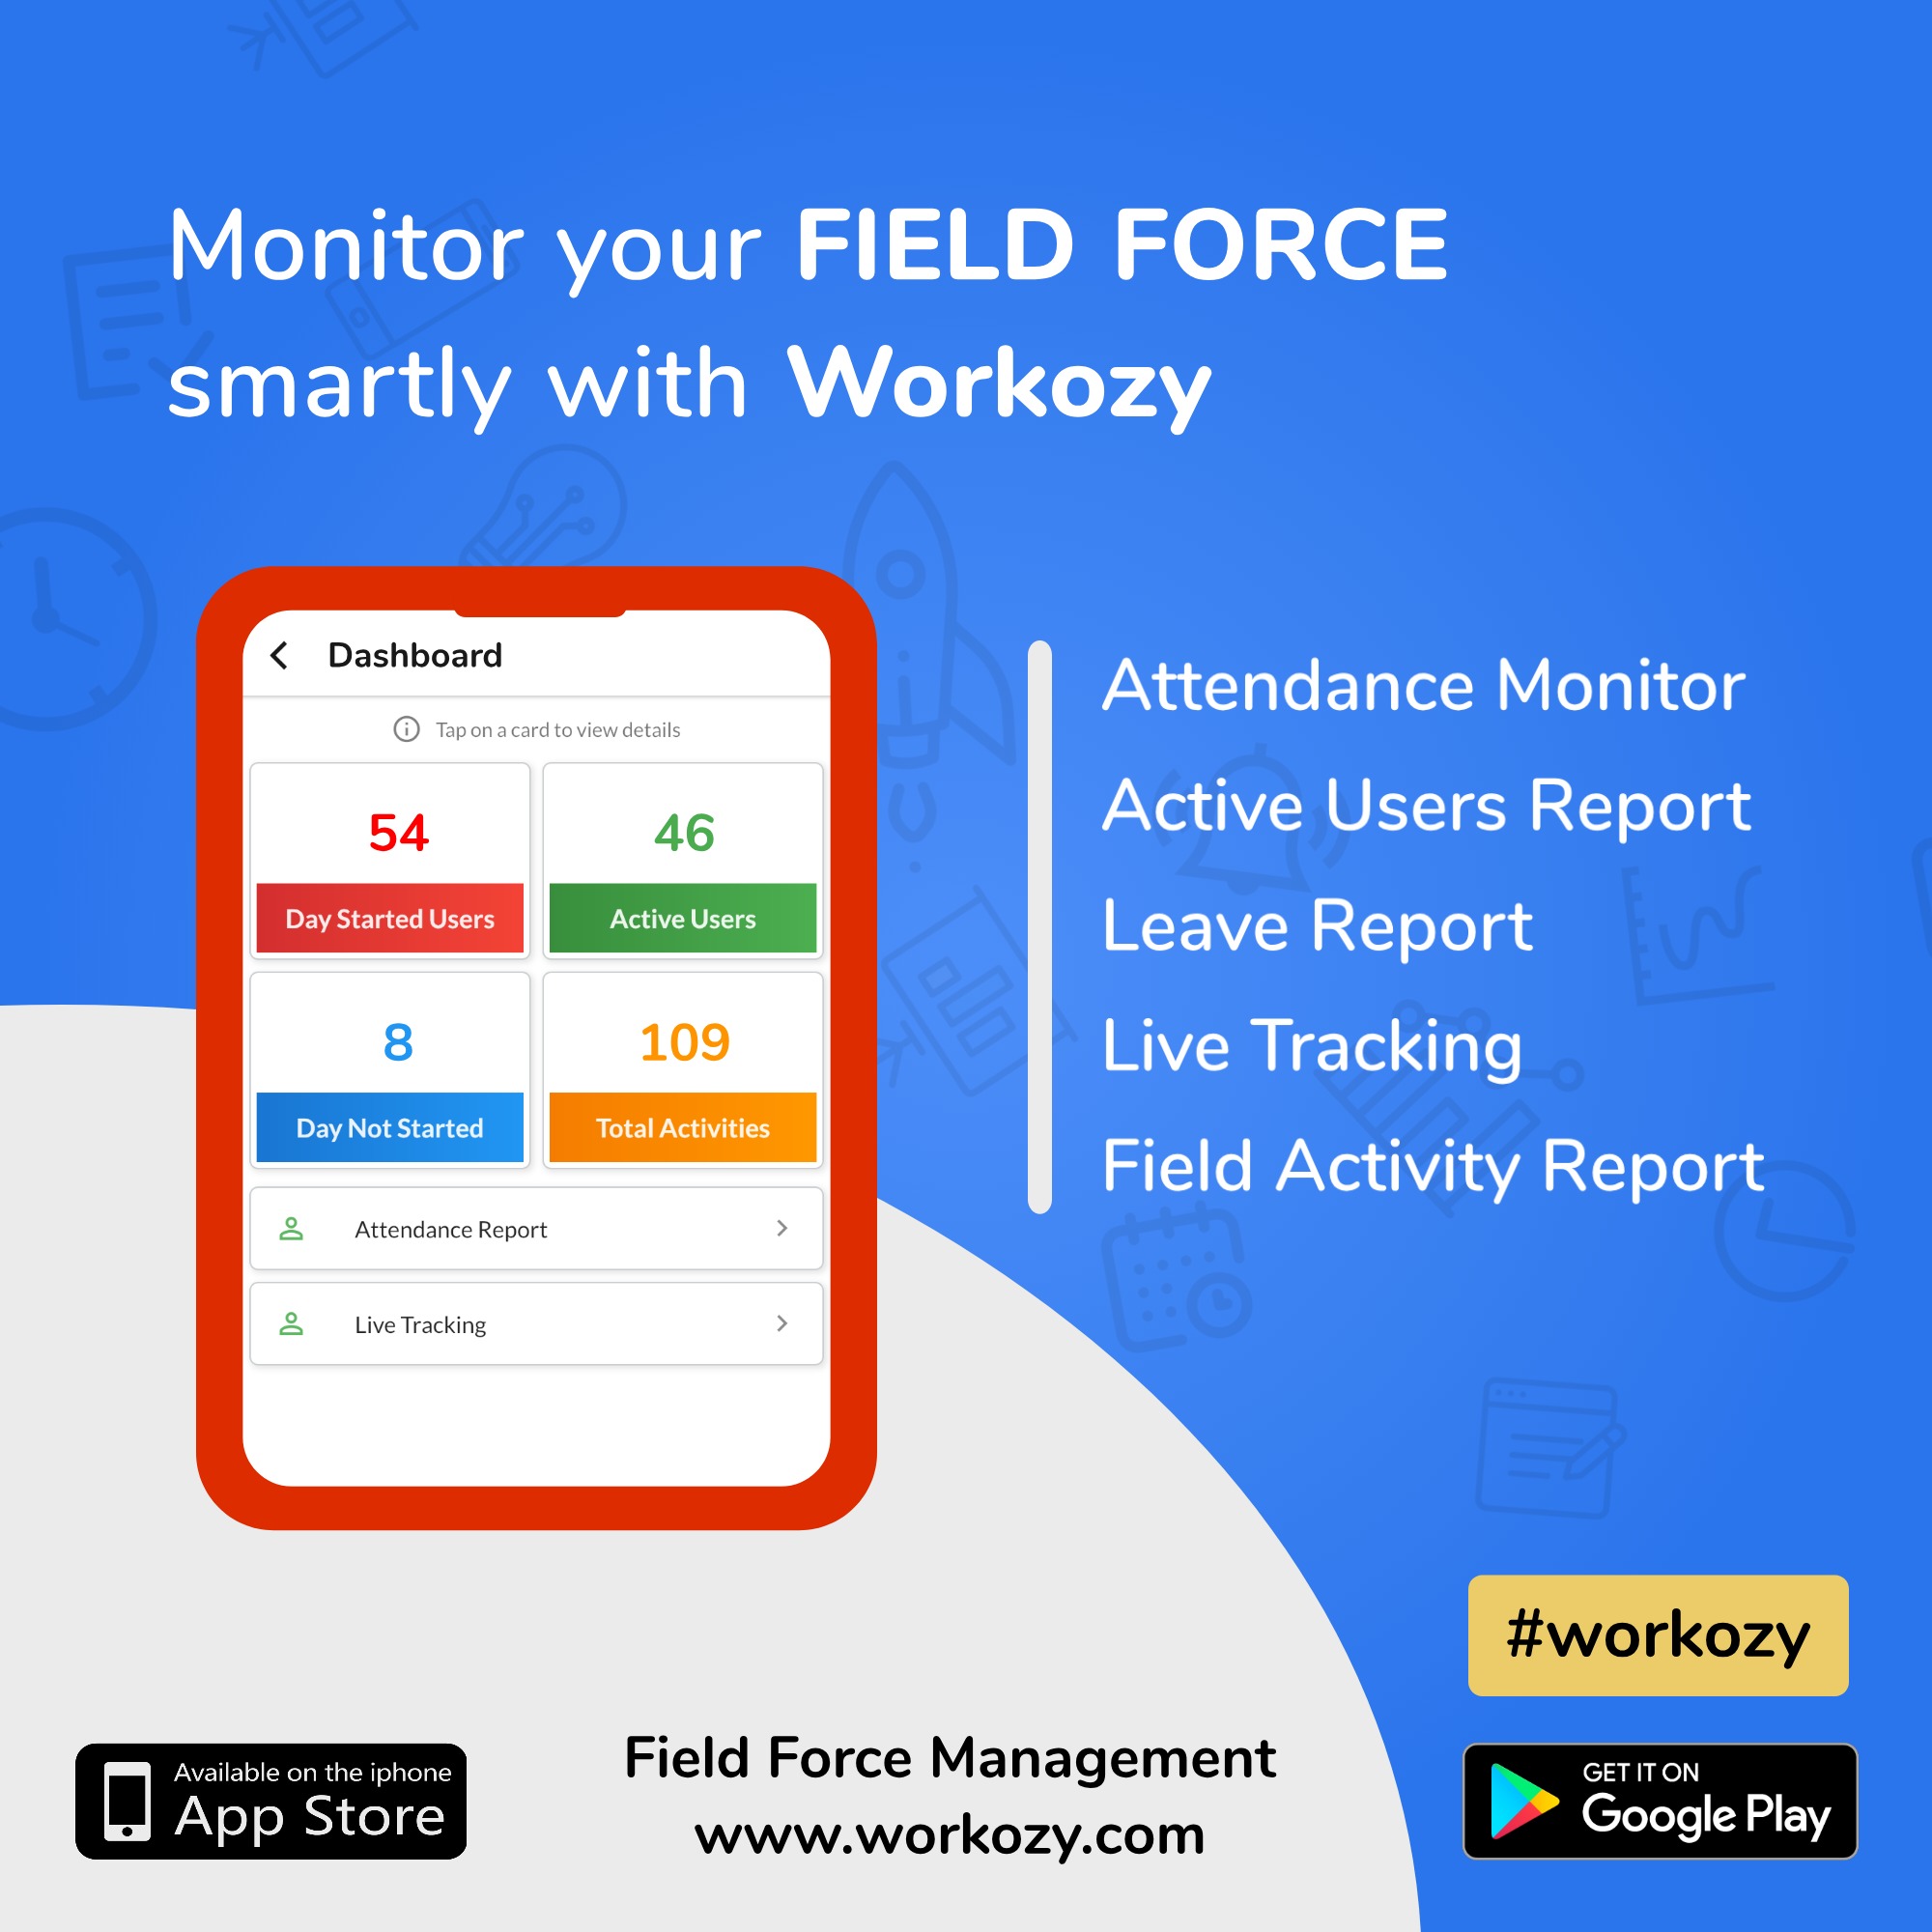 Monitor your FIELD FORCE
smartly with Workozy
Dashboard
Tap on a card to view details
54
Day Started Users
46
Active Users
8
Day Not Started
109
Total Activities
Attendance Report
Live Tracking
Attendance Monitor
Active Users Report
Leave Report
Live Tracking
Field Activity Report
#workozy
Available on the iphone
App Store
Field Force Management
www.workozy.com
GET IT ON
Google Play